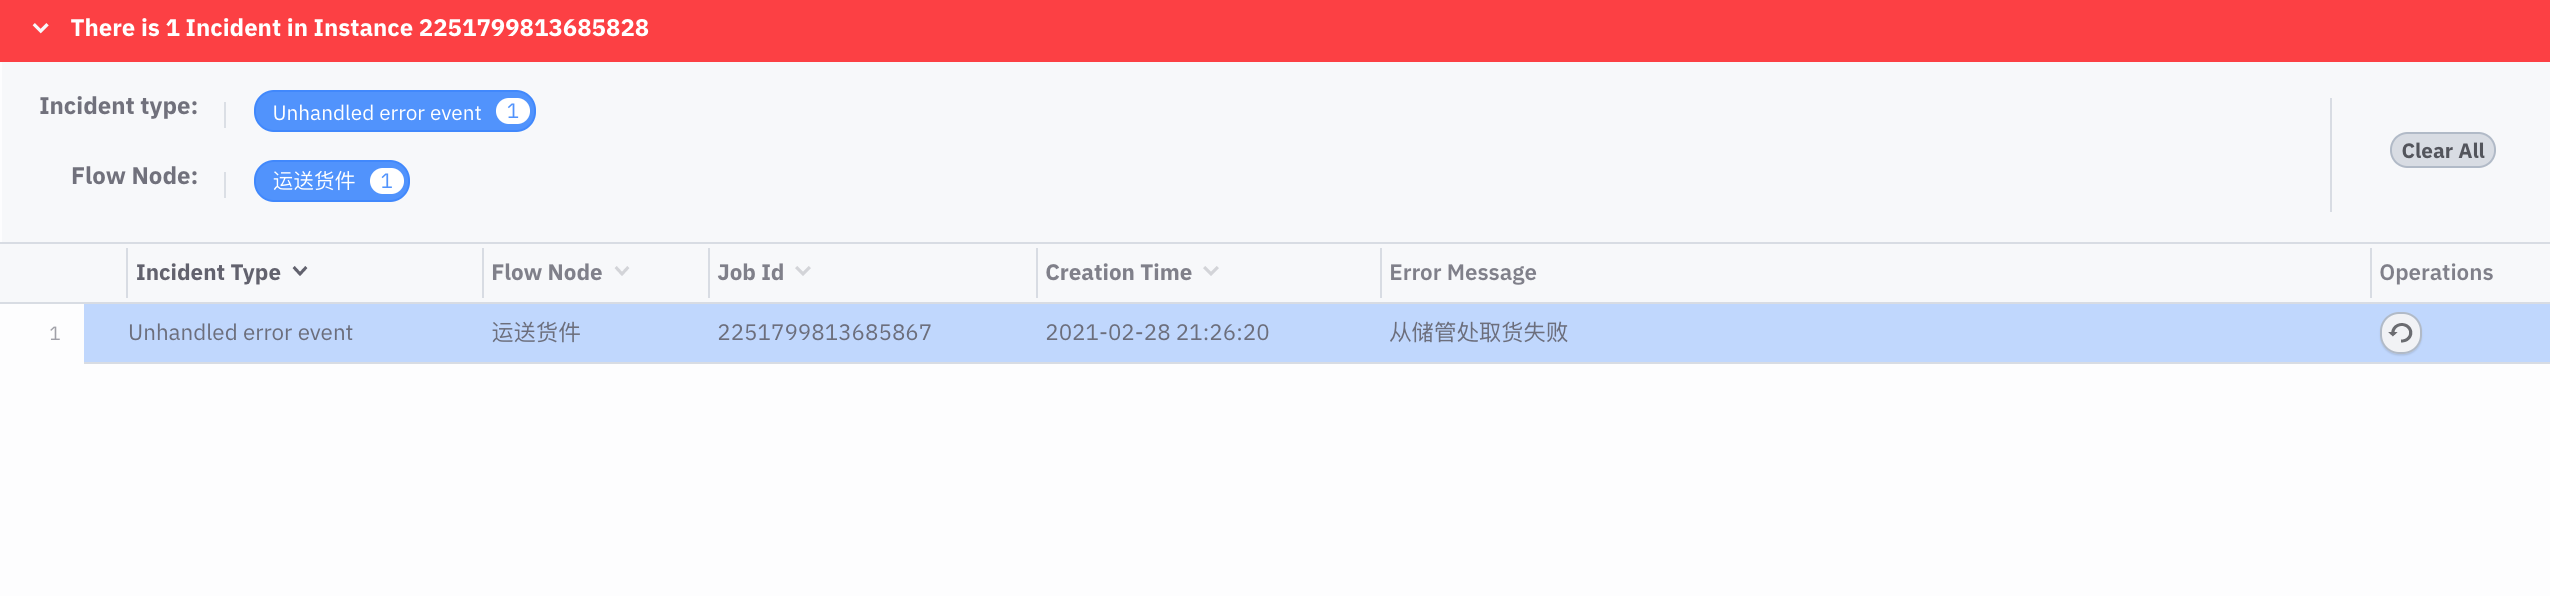 There is 1 Incident in Instance 2251799813685828
Incident type: Unhandled error event 1
Flow Node: 运送货件 1
Clear All
Incident Type Flow Node Job Id Creation Time Error Message Operations
1 Unhandled error event 运送货件 2251799813685867 2021-02-28 21:26:20 从储管处取货失败